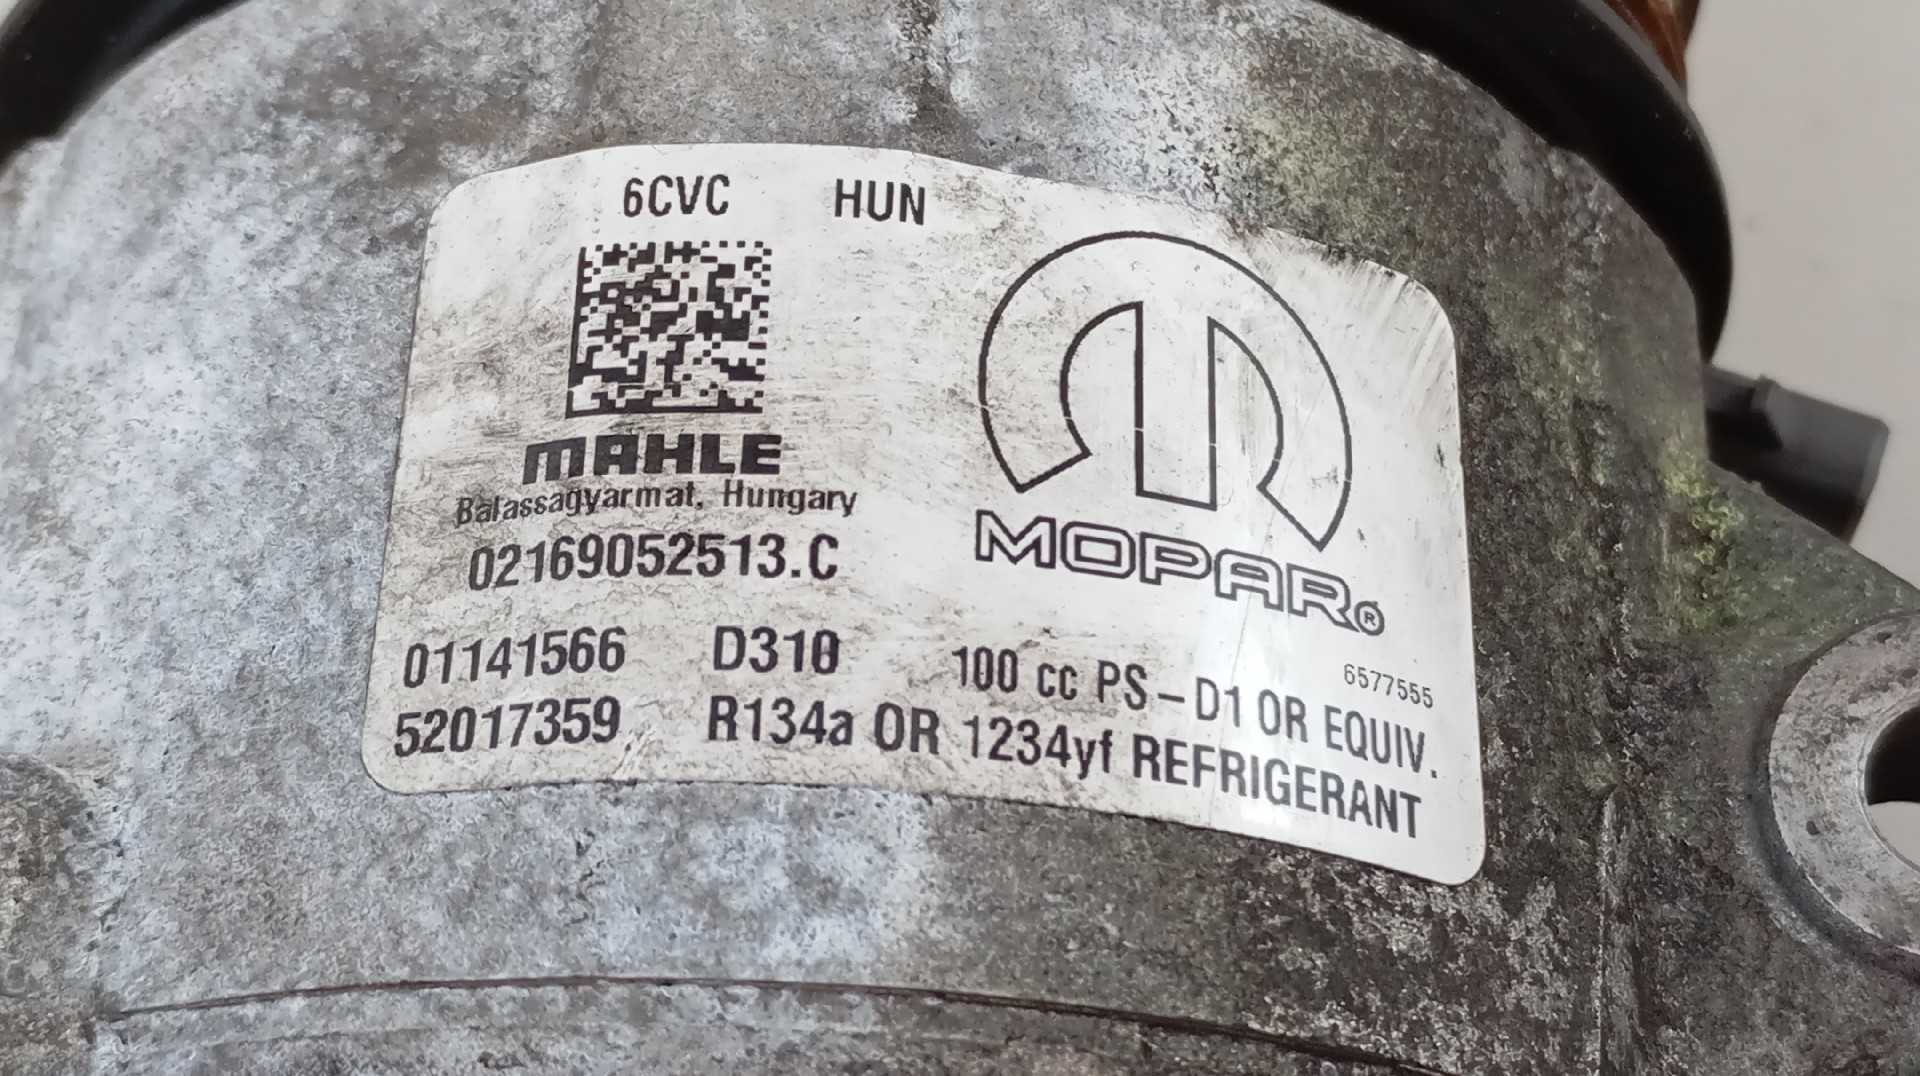 6CVC HUN
MAHLE
Balassagyarmat, Hungary
02169052513.C
MOPAR®
01141566 D310 100 cc PS-D1 OR EQUIV.
6577555
52017359 R134a OR 1234yf REFRIGERANT